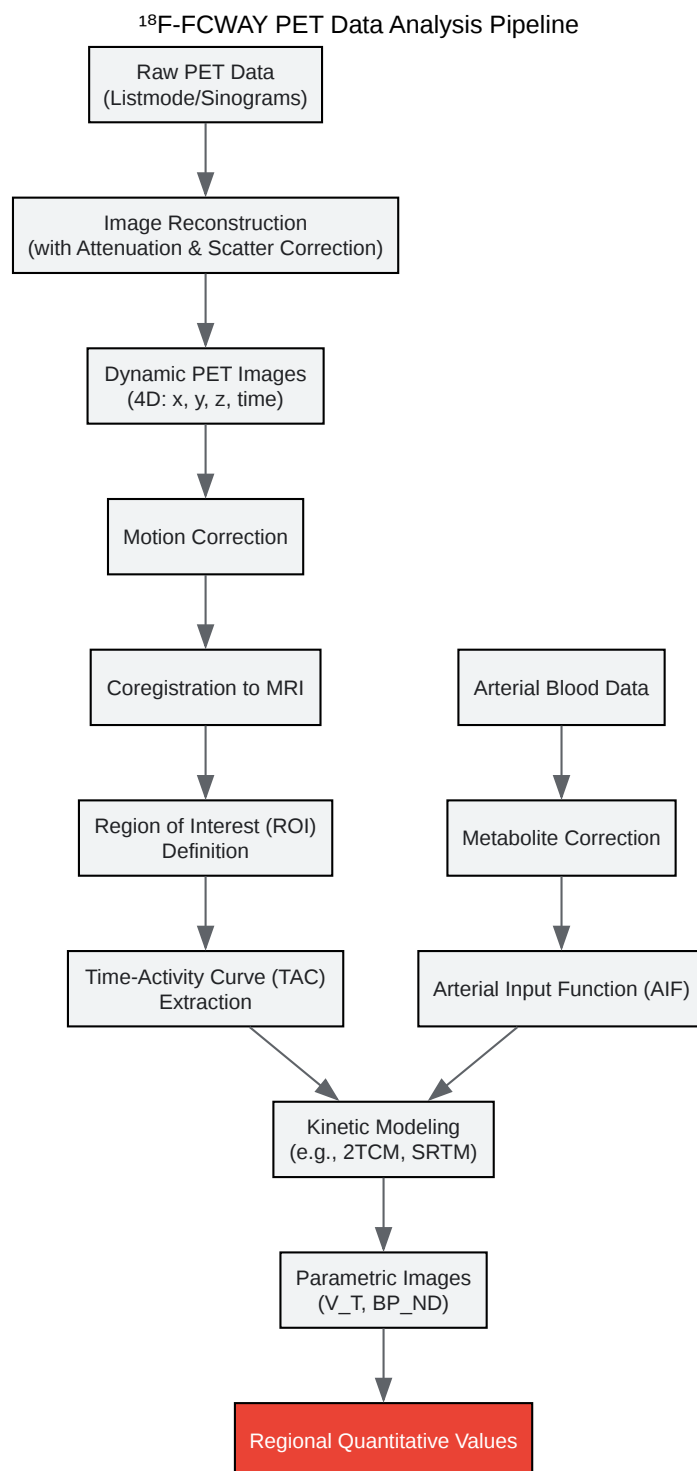 ¹⁸F-FCWAY PET Data Analysis Pipeline
Raw PET Data
(Listmode/Sinograms)
Image Reconstruction
(with Attenuation & Scatter Correction)
Dynamic PET Images
(4D: x, y, z, time)
Motion Correction
Coregistration to MRI
Arterial Blood Data
Region of Interest (ROI)
Definition
Metabolite Correction
Time-Activity Curve (TAC)
Extraction
Arterial Input Function (AIF)
Kinetic Modeling
(e.g., 2TCM, SRTM)
Parametric Images
(V_T, BP_ND)
Regional Quantitative Values